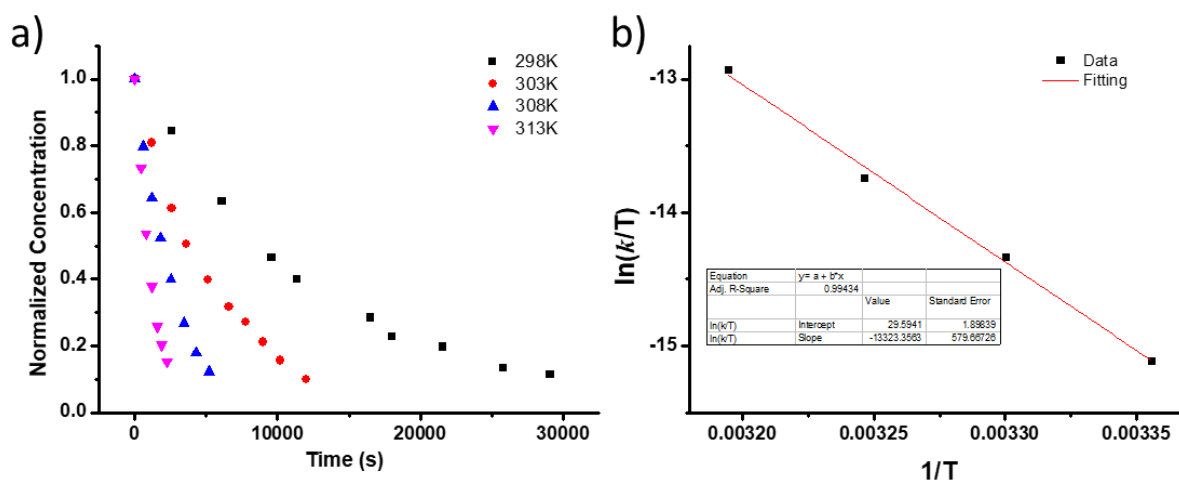 a)
298K
303K
308K
313K
1.0
0.8
0.6
0.4
0.2
0.0
Normalized Concentration
0 10000 20000 30000
Time (s)
b)
Data
Fitting
-13
-14
-15
ln(k/T)
Equation y= a + b*x
Adj. R-Square 0.99434
Value Standard Error
ln(k/T) Intercept 29.5941 1.89839
ln(k/T) Slope -13323.3563 579.66726
0.00320 0.00325 0.00330 0.00335
1/T